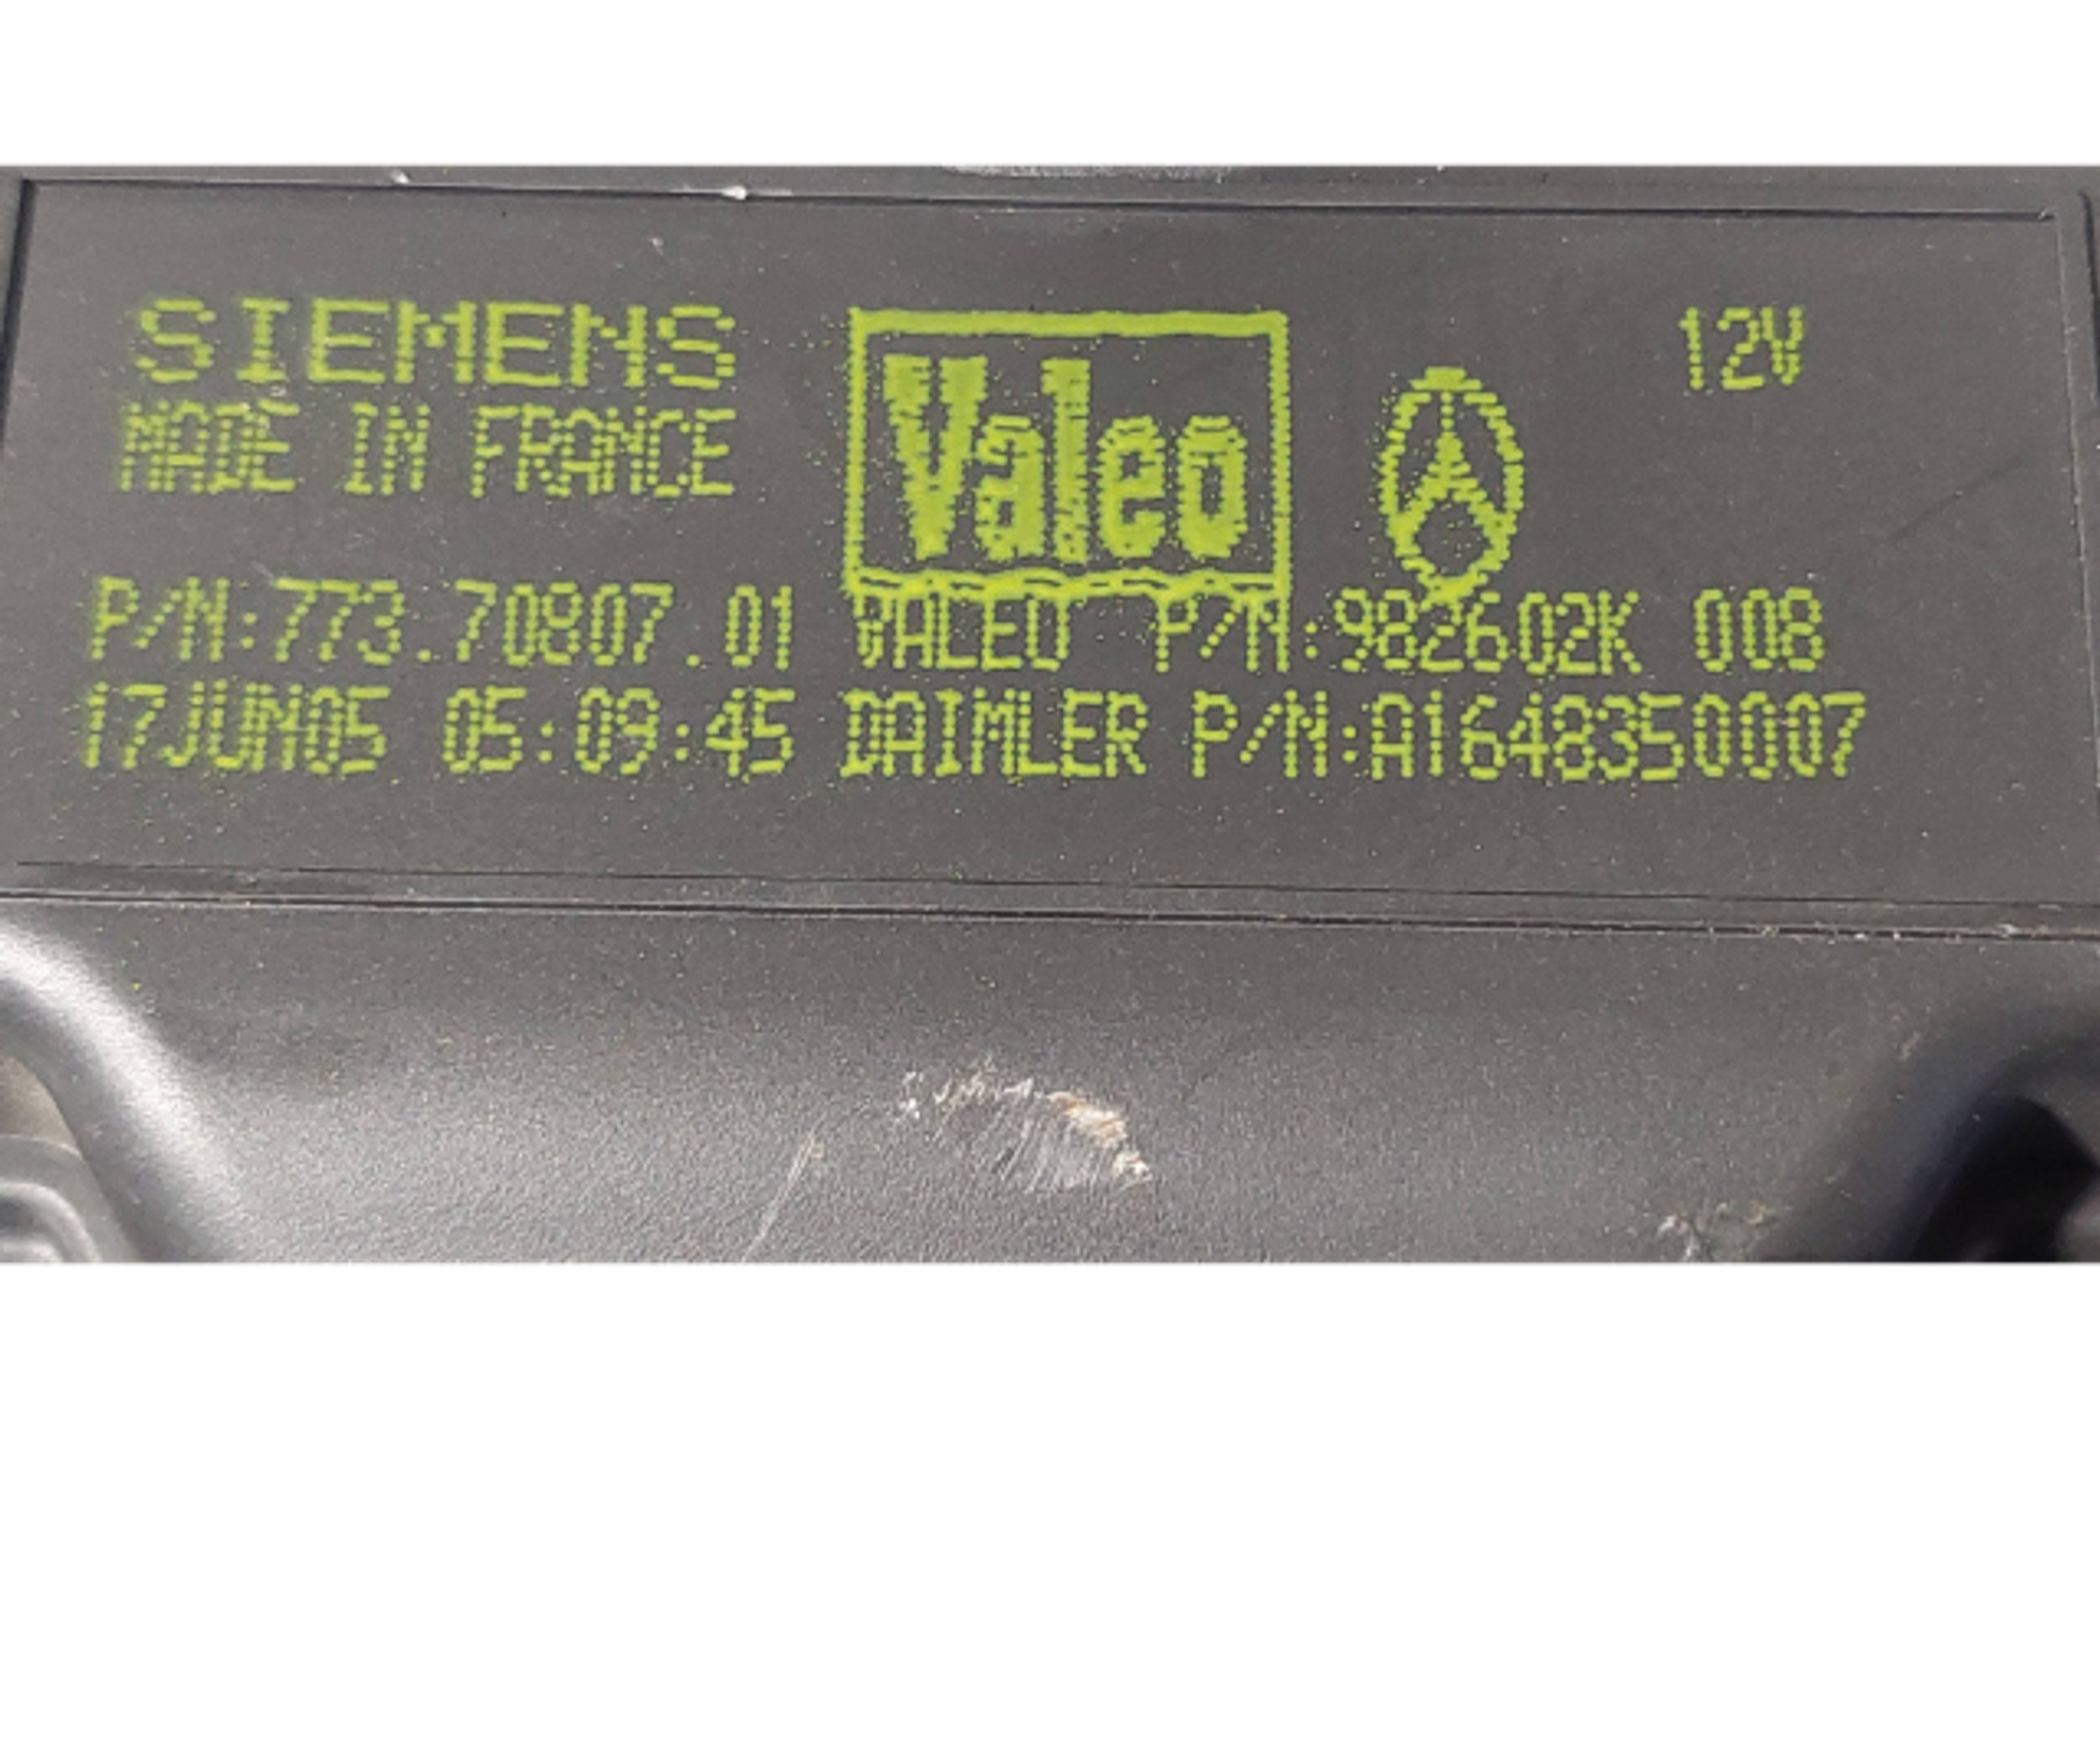 SIEMENS
MADE IN FRANCE
Valeo
12V
P/N:773.70807.01 VALEO P/N:982602K 008
17JUN05 05:09:45 DAIMLER P/N:A1648350007